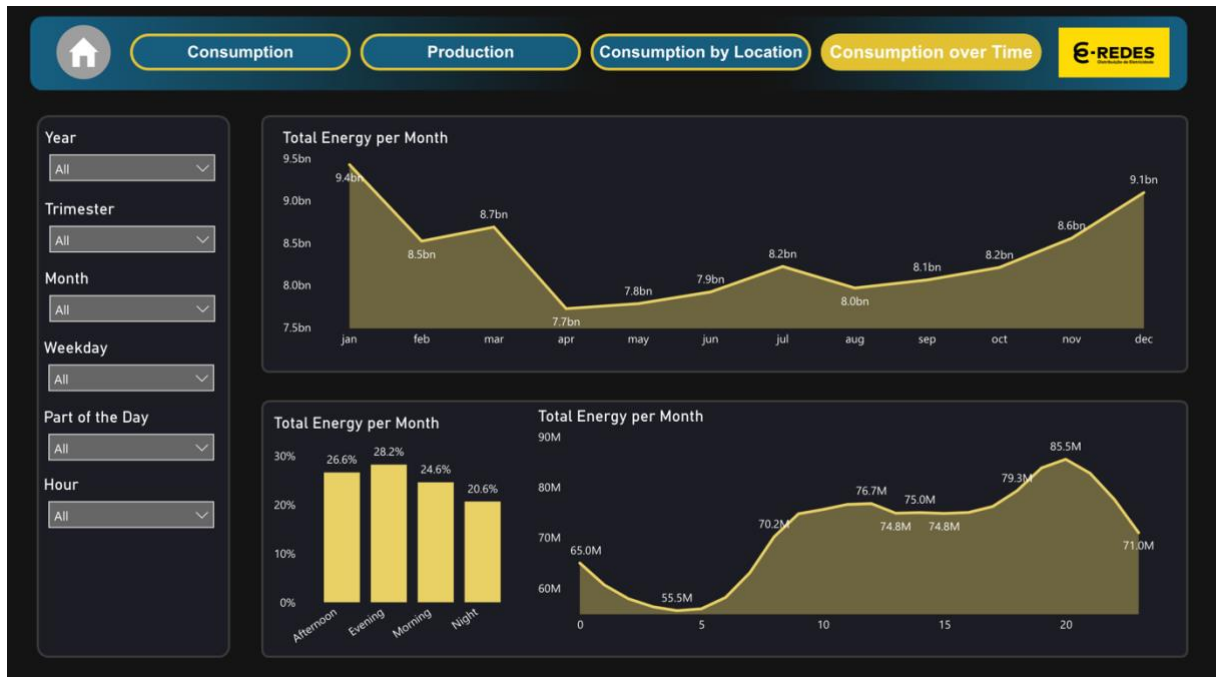 Consumption
Production
Consumption by Location
Consumption over Time
E-REDES
Distribuição de Eletricidade
Year
All
Trimester
All
Month
All
Weekday
All
Part of the Day
All
Hour
All
Total Energy per Month
9.5bn
9.0bn
8.5bn
8.0bn
7.5bn
9.4bn
8.5bn
8.7bn
7.7bn
7.8bn
7.9bn
8.2bn
8.0bn
8.1bn
8.2bn
8.6bn
9.1bn
jan feb mar apr may jun jul aug sep oct nov dec
Total Energy per Month
30%
20%
10%
0%
26.6% 28.2% 24.6% 20.6%
Afternoon Evening Morning Night
Total Energy per Month
90M
80M
70M
60M
65.0M
55.5M
70.2M
76.7M
74.8M
75.0M
74.8M
79.3M
85.5M
71.0M
0 5 10 15 20